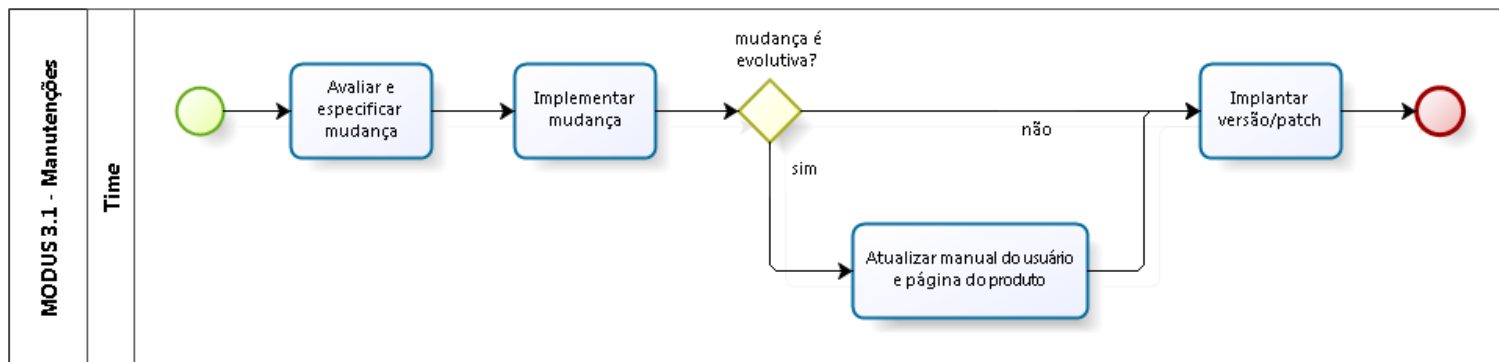 MODUS 3.1 - Manutenções
Time
Avaliar e
especificar
mudança
Implementar
mudança
mudança é
evolutiva?
não
sim
Atualizar manual do usuário
e página do produto
Implantar
versão/patch